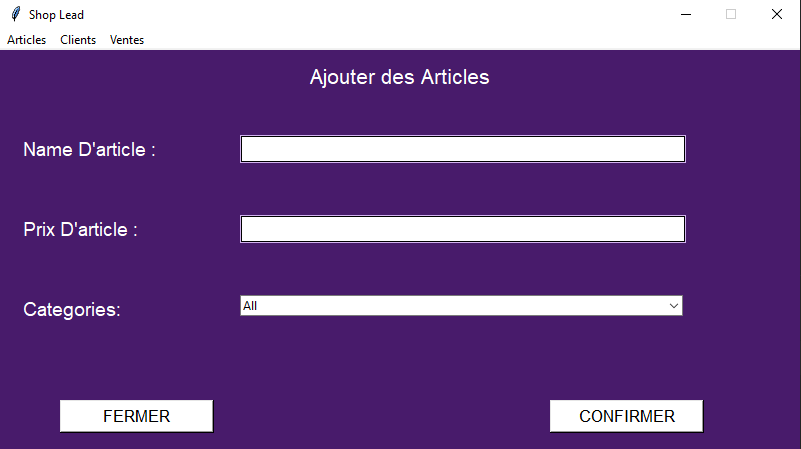 Shop Lead
Articles Clients Ventes
Ajouter des Articles
Name D'article :
Prix D'article :
Categories:
All
FERMER
CONFIRMER